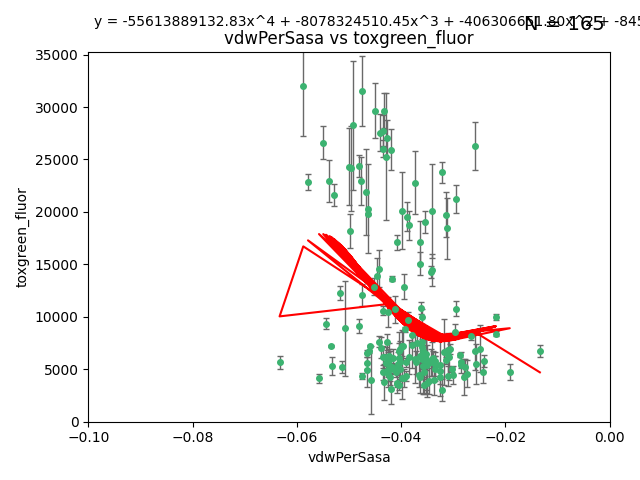 y = -55613889132.83x^4 + -8078324510.45x^3 + -406306
N = 165
vdwPerSasa vs toxgreen_fluor
35000
30000
25000
20000
15000
10000
5000
0
toxgreen_fluor
−0.10 −0.08 −0.06 −0.04 −0.02 0.00
vdwPerSasa